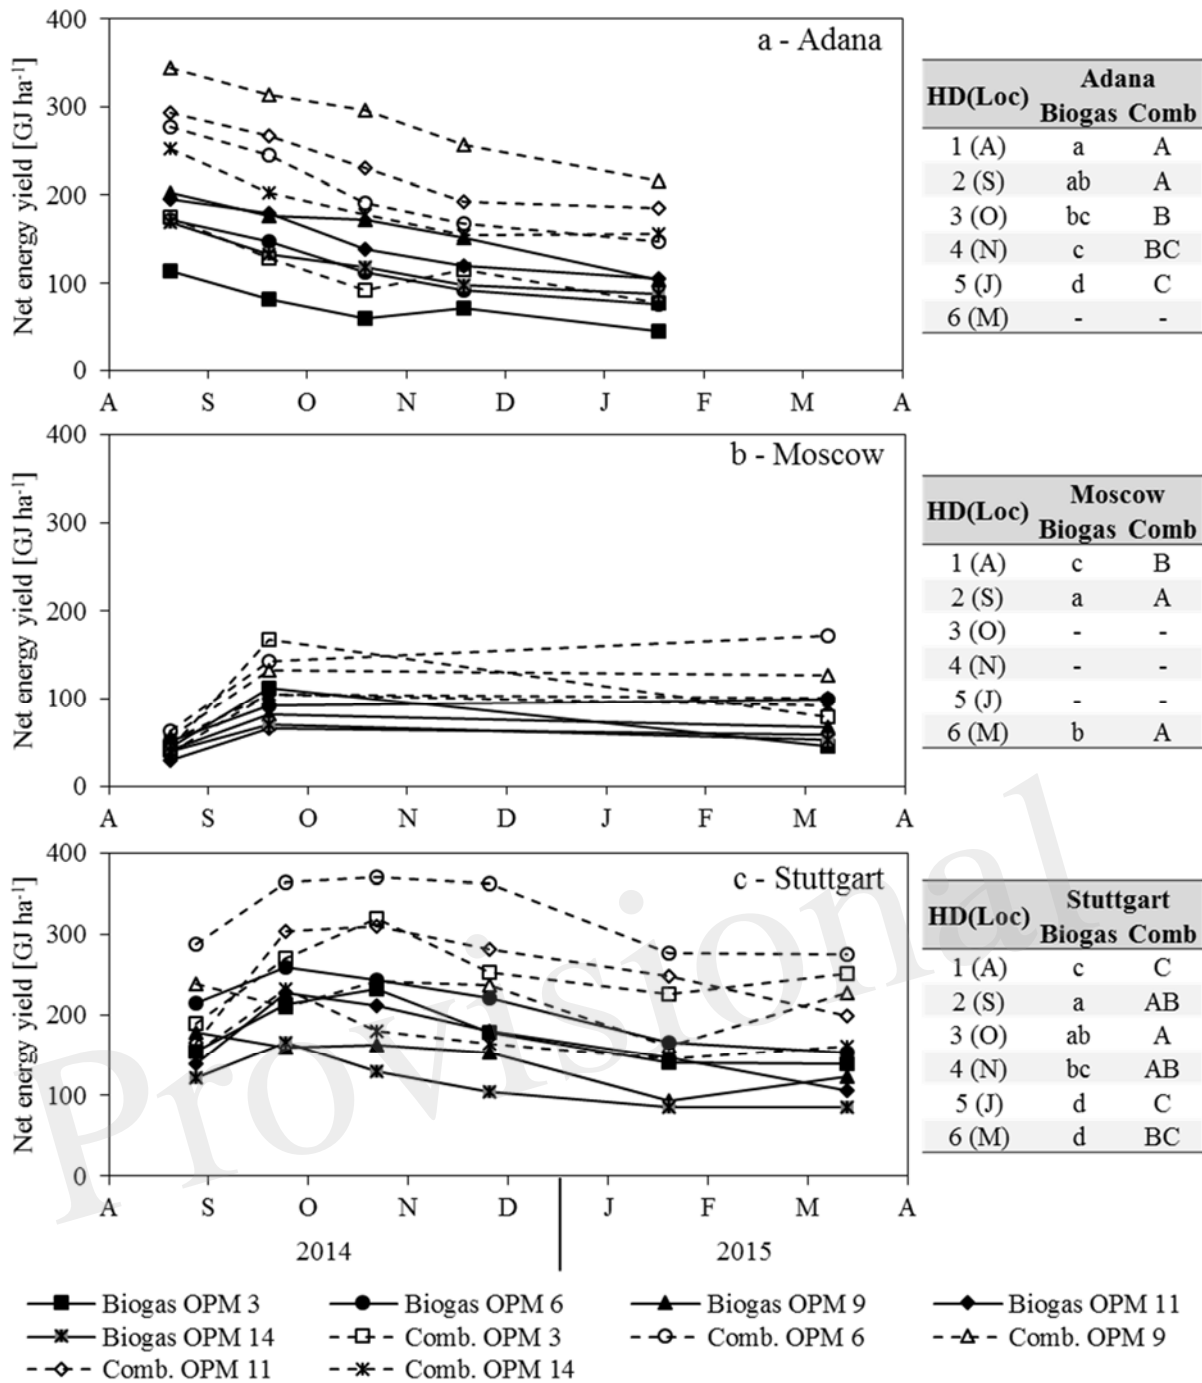 a - Adana
Net energy yield [GJ ha⁻¹]
400
300
200
100
0
A S O N D J F M A
HD(Loc) Adana
Biogas Comb
1 (A) a A
2 (S) ab A
3 (O) bc B
4 (N) c BC
5 (J) d C
6 (M) - -
b - Moscow
Net energy yield [GJ ha⁻¹]
400
300
200
100
0
A S O N D J F M A
HD(Loc) Moscow
Biogas Comb
1 (A) c B
2 (S) a A
3 (O) - -
4 (N) - -
5 (J) - -
6 (M) b A
c - Stuttgart
Net energy yield [GJ ha⁻¹]
400
300
200
100
0
A S O N D J F M A
2014 2015
HD(Loc) Stuttgart
Biogas Comb
1 (A) c C
2 (S) a AB
3 (O) ab A
4 (N) bc AB
5 (J) d C
6 (M) d BC
Provisional
Biogas OPM 3 Biogas OPM 6 Biogas OPM 9 Biogas OPM 11
Biogas OPM 14 Comb. OPM 3 Comb. OPM 6 Comb. OPM 9
Comb. OPM 11 Comb. OPM 14